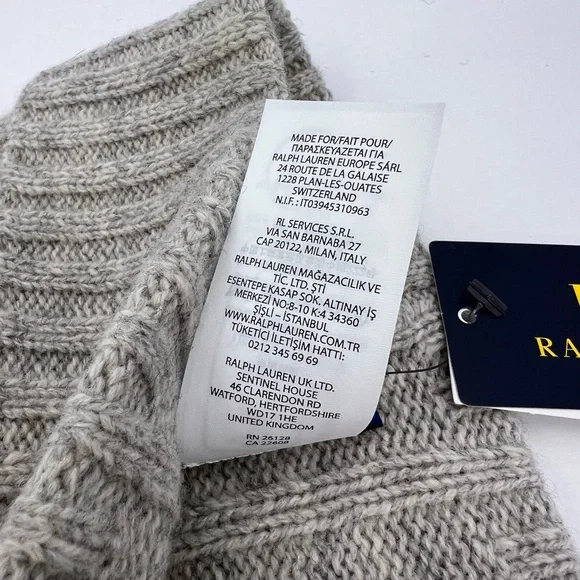 MADE FOR/FAIT POUR/
ΠΑΡΑΣΚΕΥΑΖΕΤΑΙ ΓΙΑ
RALPH LAUREN EUROPE SÁRL
24 ROUTE DE LA GALAISE
1228 PLAN-LES-OUATES
SWITZERLAND
N.I.F.: IT03945310963
RL SERVICES S.R.L.
VIA SAN BARNABA 27
CAP 20122, MILAN, ITALY
RALPH LAUREN MAĞAZACILIK VE
TİC. LTD. ŞTİ
ESENTEPE KASAP SOK. ALTINAY İŞ
MERKEZİ NO:8-10 K:4 34360
ŞİŞLİ – İSTANBUL
WWW.RALPHLAUREN.COM.TR
TÜKETİCİ İLETİŞİM HATTI:
0212 345 69 69
RALPH LAUREN UK LTD.
SENTINEL HOUSE
46 CLARENDON RD
WATFORD, HERTFORDSHIRE
WD17 1HE
UNITED KINGDOM
RN 26128
CA 22608
RA